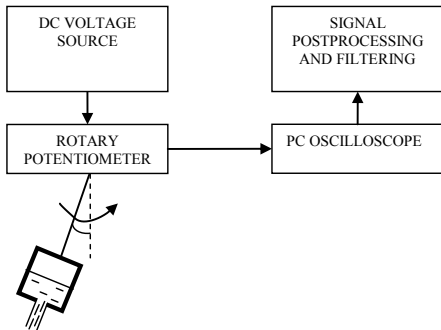 DC VOLTAGE
SOURCE
SIGNAL
POSTPROCESSING
AND FILTERING
ROTARY
POTENTIOMETER
PC OSCILLOSCOPE